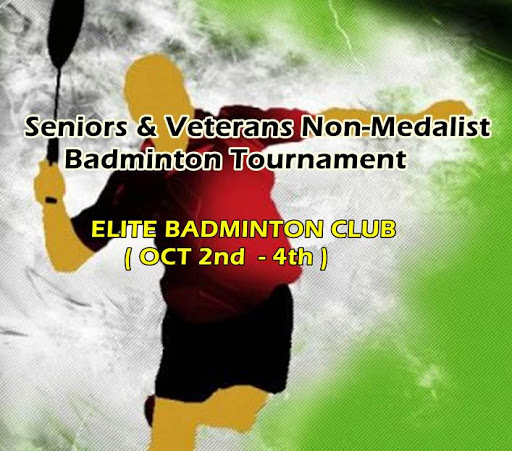 Seniors & Veterans Non-Medalist
Badminton Tournament
ELITE BADMINTON CLUB
( OCT 2nd - 4th )